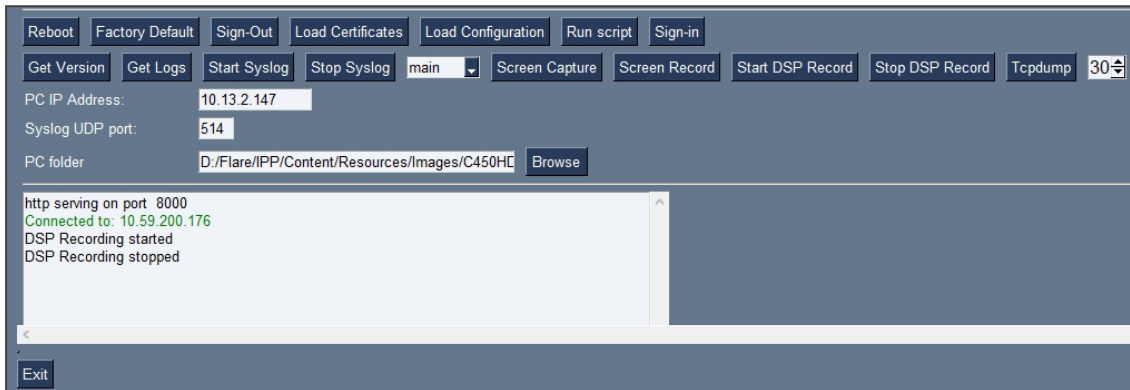 Reboot Factory Default Sign-Out Load Certificates Load Configuration Run script Sign-in
Get Version Get Logs Start Syslog Stop Syslog main Screen Capture Screen Record Start DSP Record Stop DSP Record Tcpdump 30
PC IP Address: 10.13.2.147
Syslog UDP port: 514
PC folder D:/Flare/IPP/Content/Resources/Images/C450HD Browse
http serving on port 8000
Connected to: 10.59.200.176
DSP Recording started
DSP Recording stopped
Exit